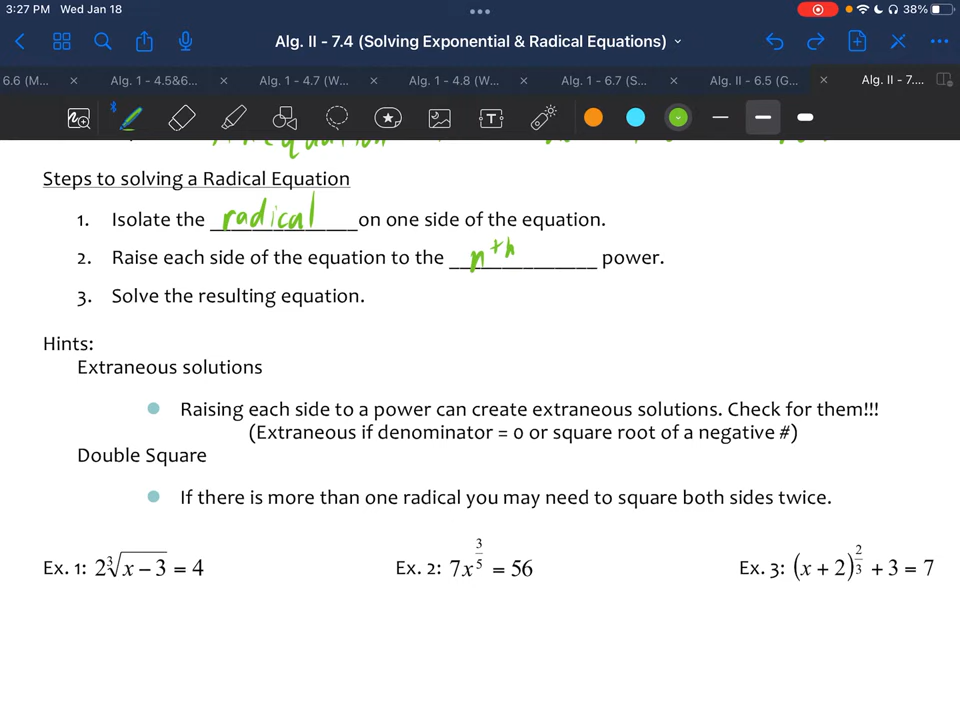 3:27 PM Wed Jan 18
38%
Alg. II - 7.4 (Solving Exponential & Radical Equations)
6.6 (M... Alg. 1 - 4.5&6... Alg. 1 - 4.7 (W... Alg. 1 - 4.8 (W... Alg. 1 - 6.7 (S... Alg. II - 6.5 (G... Alg. II - 7....
Steps to solving a Radical Equation
1. Isolate the radical on one side of the equation.
2. Raise each side of the equation to the nth power.
3. Solve the resulting equation.
Hints:
Extraneous solutions
Raising each side to a power can create extraneous solutions. Check for them!!!
(Extraneous if denominator = 0 or square root of a negative #)
Double Square
If there is more than one radical you may need to square both sides twice.
Ex. 1: 2∛(x − 3) = 4 Ex. 2: 7x^(3/5) = 56 Ex. 3: (x + 2)^(2/3) + 3 = 7